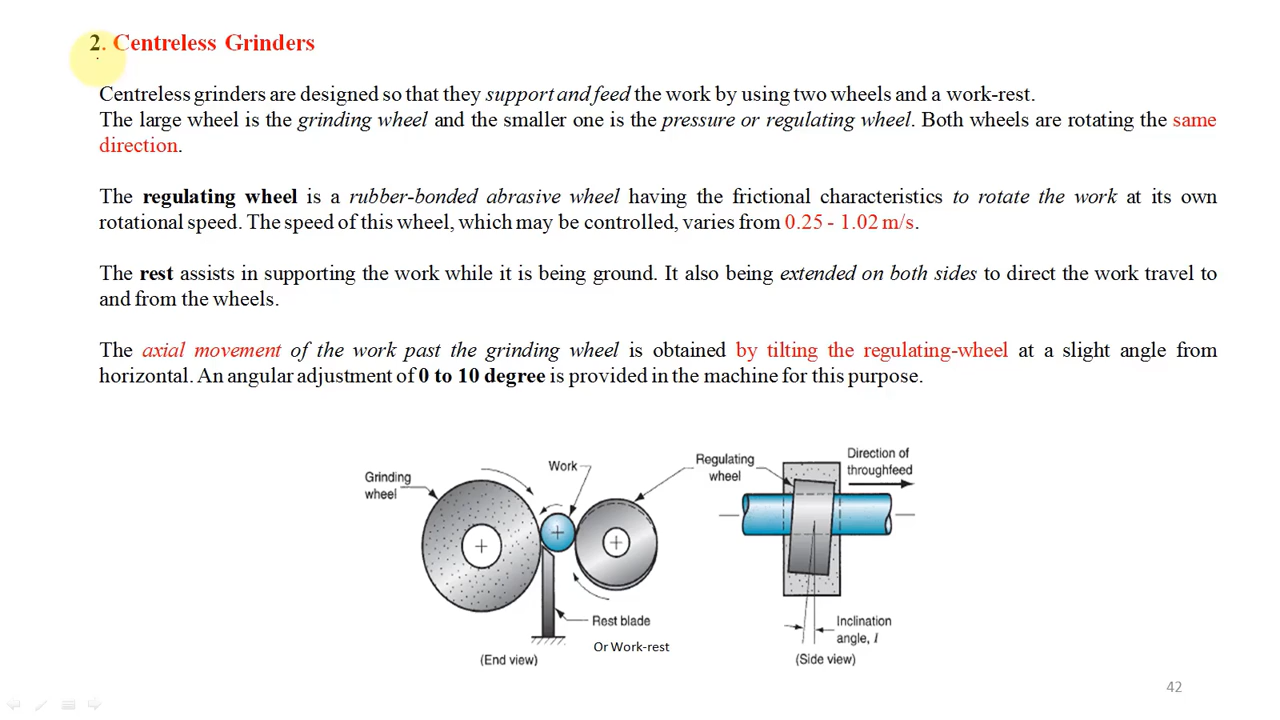 2. Centreless Grinders
Centreless grinders are designed so that they support and feed the work by using two wheels and a work-rest.
The large wheel is the grinding wheel and the smaller one is the pressure or regulating wheel. Both wheels are rotating the same
direction.
The regulating wheel is a rubber-bonded abrasive wheel having the frictional characteristics to rotate the work at its own
rotational speed. The speed of this wheel, which may be controlled, varies from 0.25 - 1.02 m/s.
The rest assists in supporting the work while it is being ground. It also being extended on both sides to direct the work travel to
and from the wheels.
The axial movement of the work past the grinding wheel is obtained by tilting the regulating-wheel at a slight angle from
horizontal. An angular adjustment of 0 to 10 degree is provided in the machine for this purpose.
Grinding
wheel
Work
Regulating
wheel
Direction of
throughfeed
Rest blade
Or Work-rest
(End view)
Inclination
angle, I
(Side view)
42